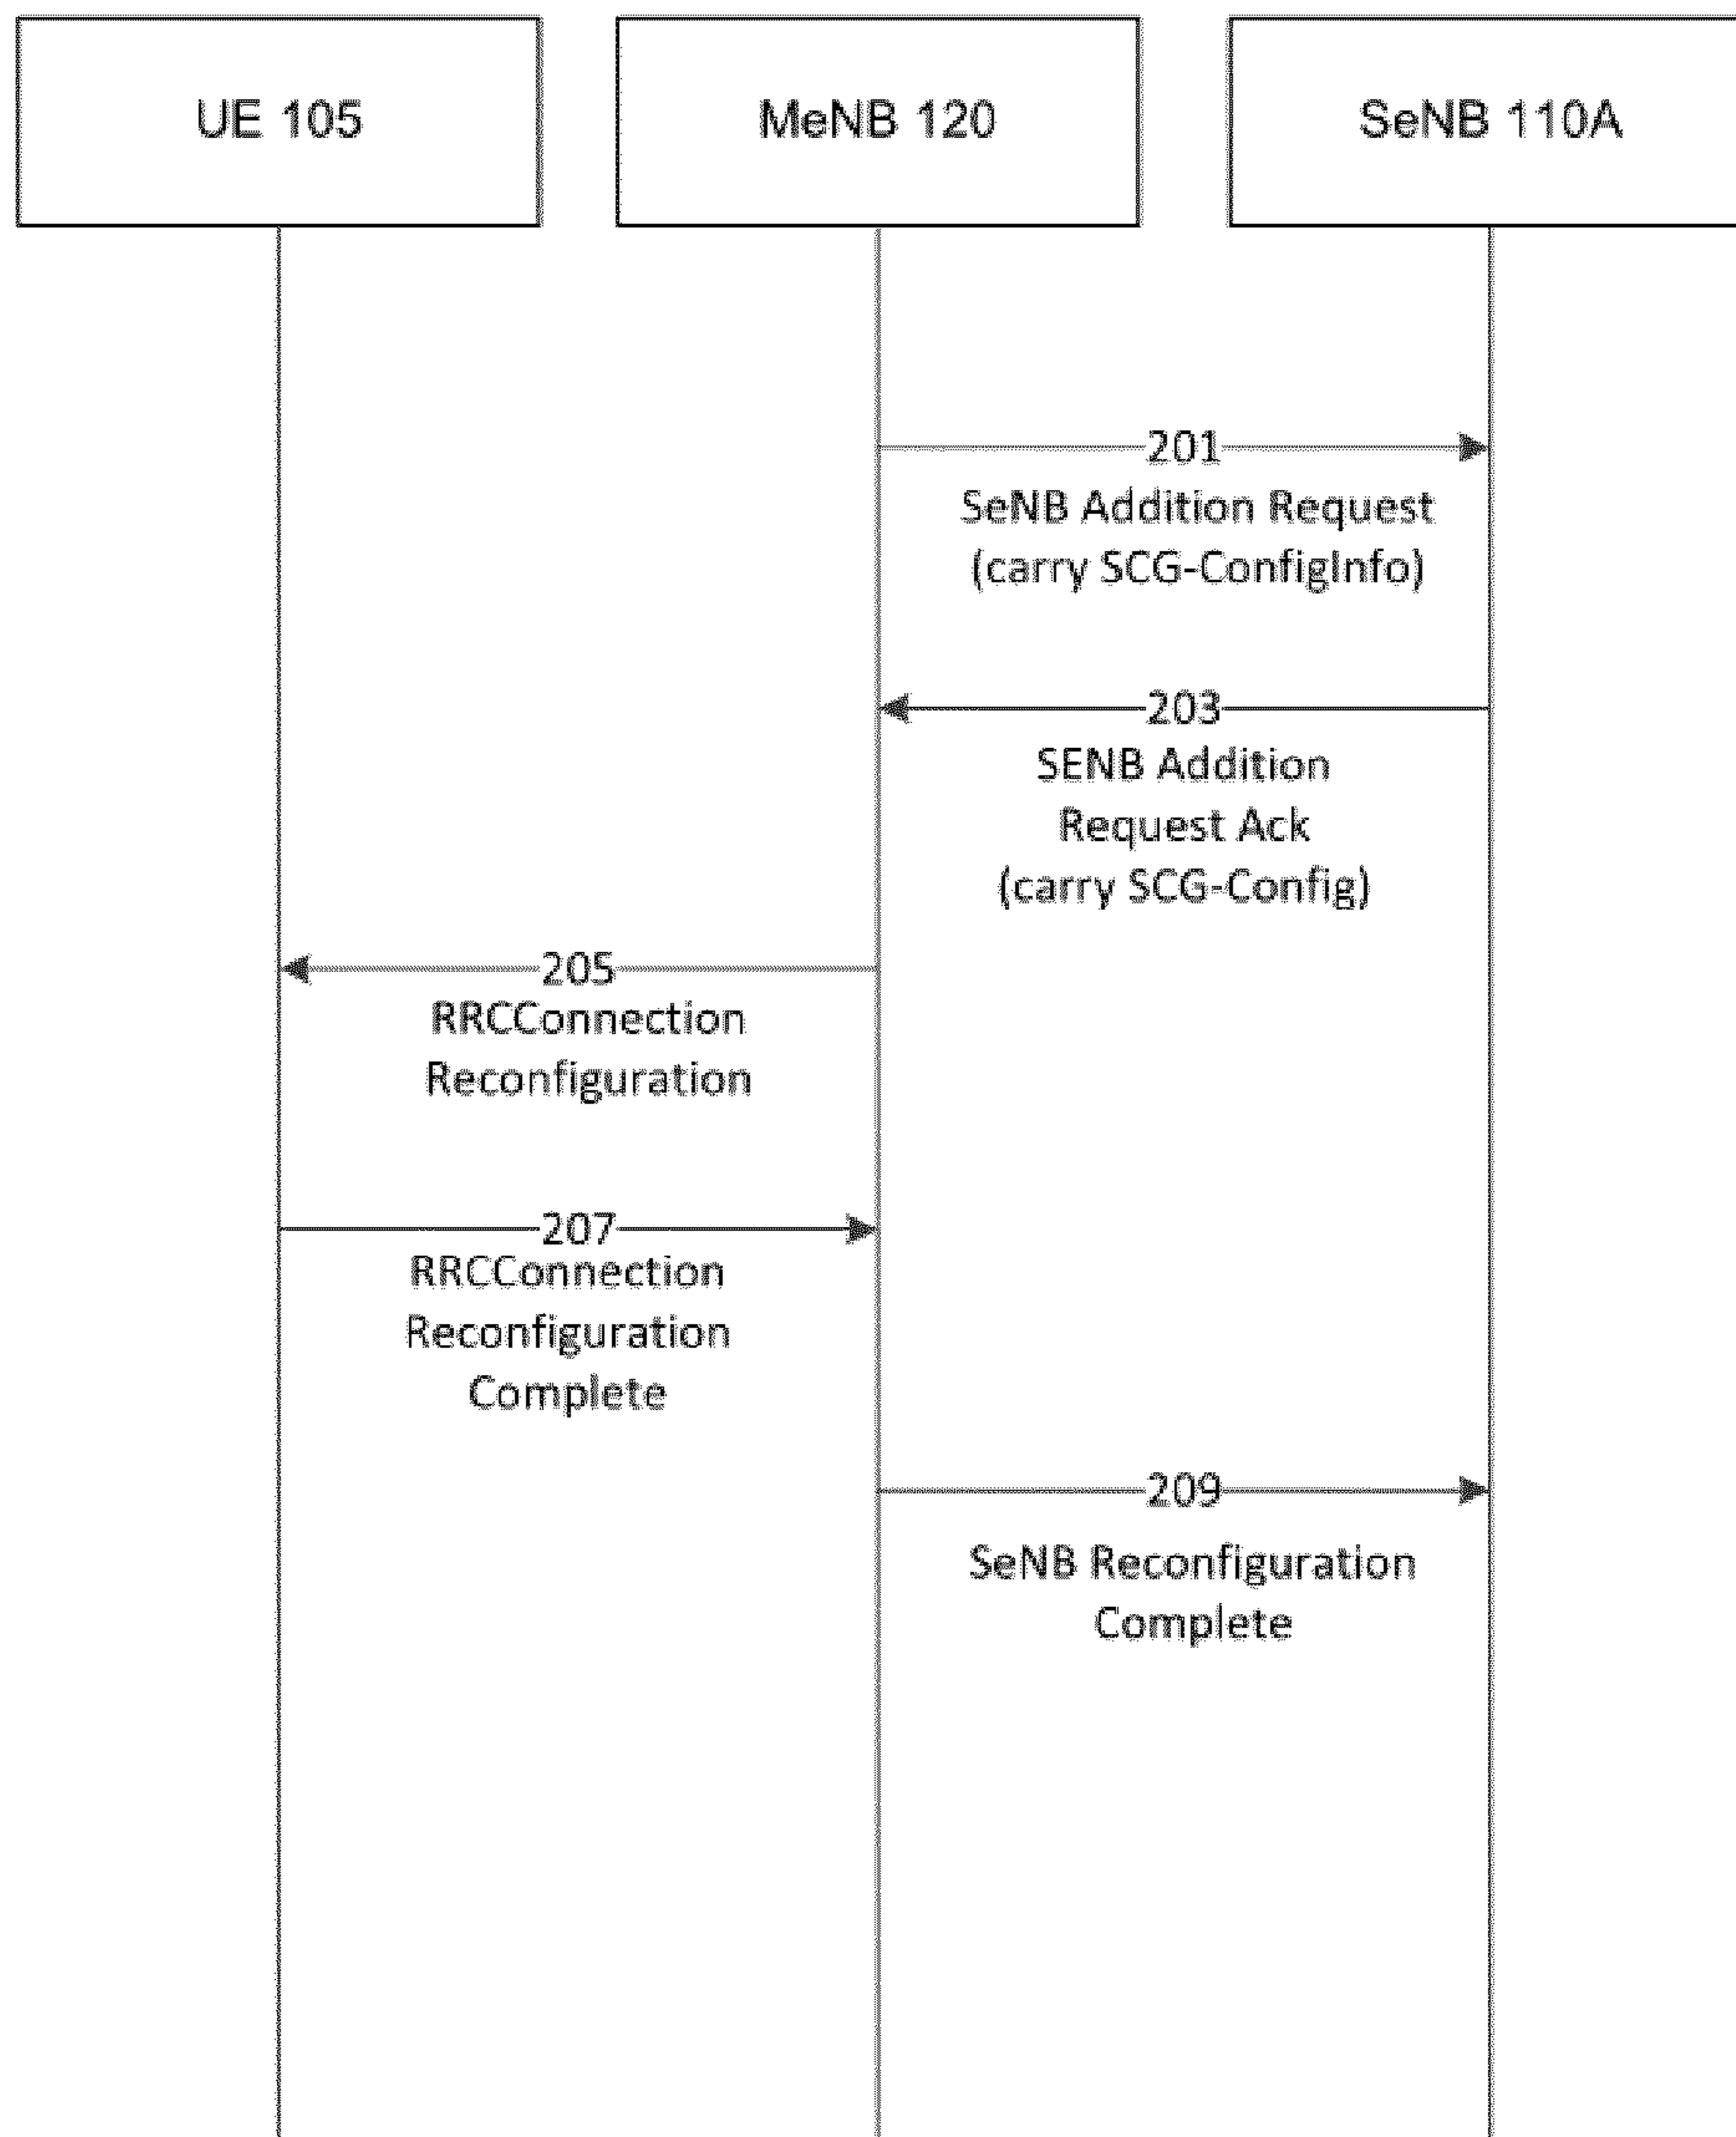 UE 105
MeNB 120
SeNB 110A
201
SeNB Addition Request
(carry SCG-ConfigInfo)
203
SENB Addition
Request Ack
(carry SCG-Config)
205
RRCConnection
Reconfiguration
207
RRCConnection
Reconfiguration
Complete
209
SeNB Reconfiguration
Complete